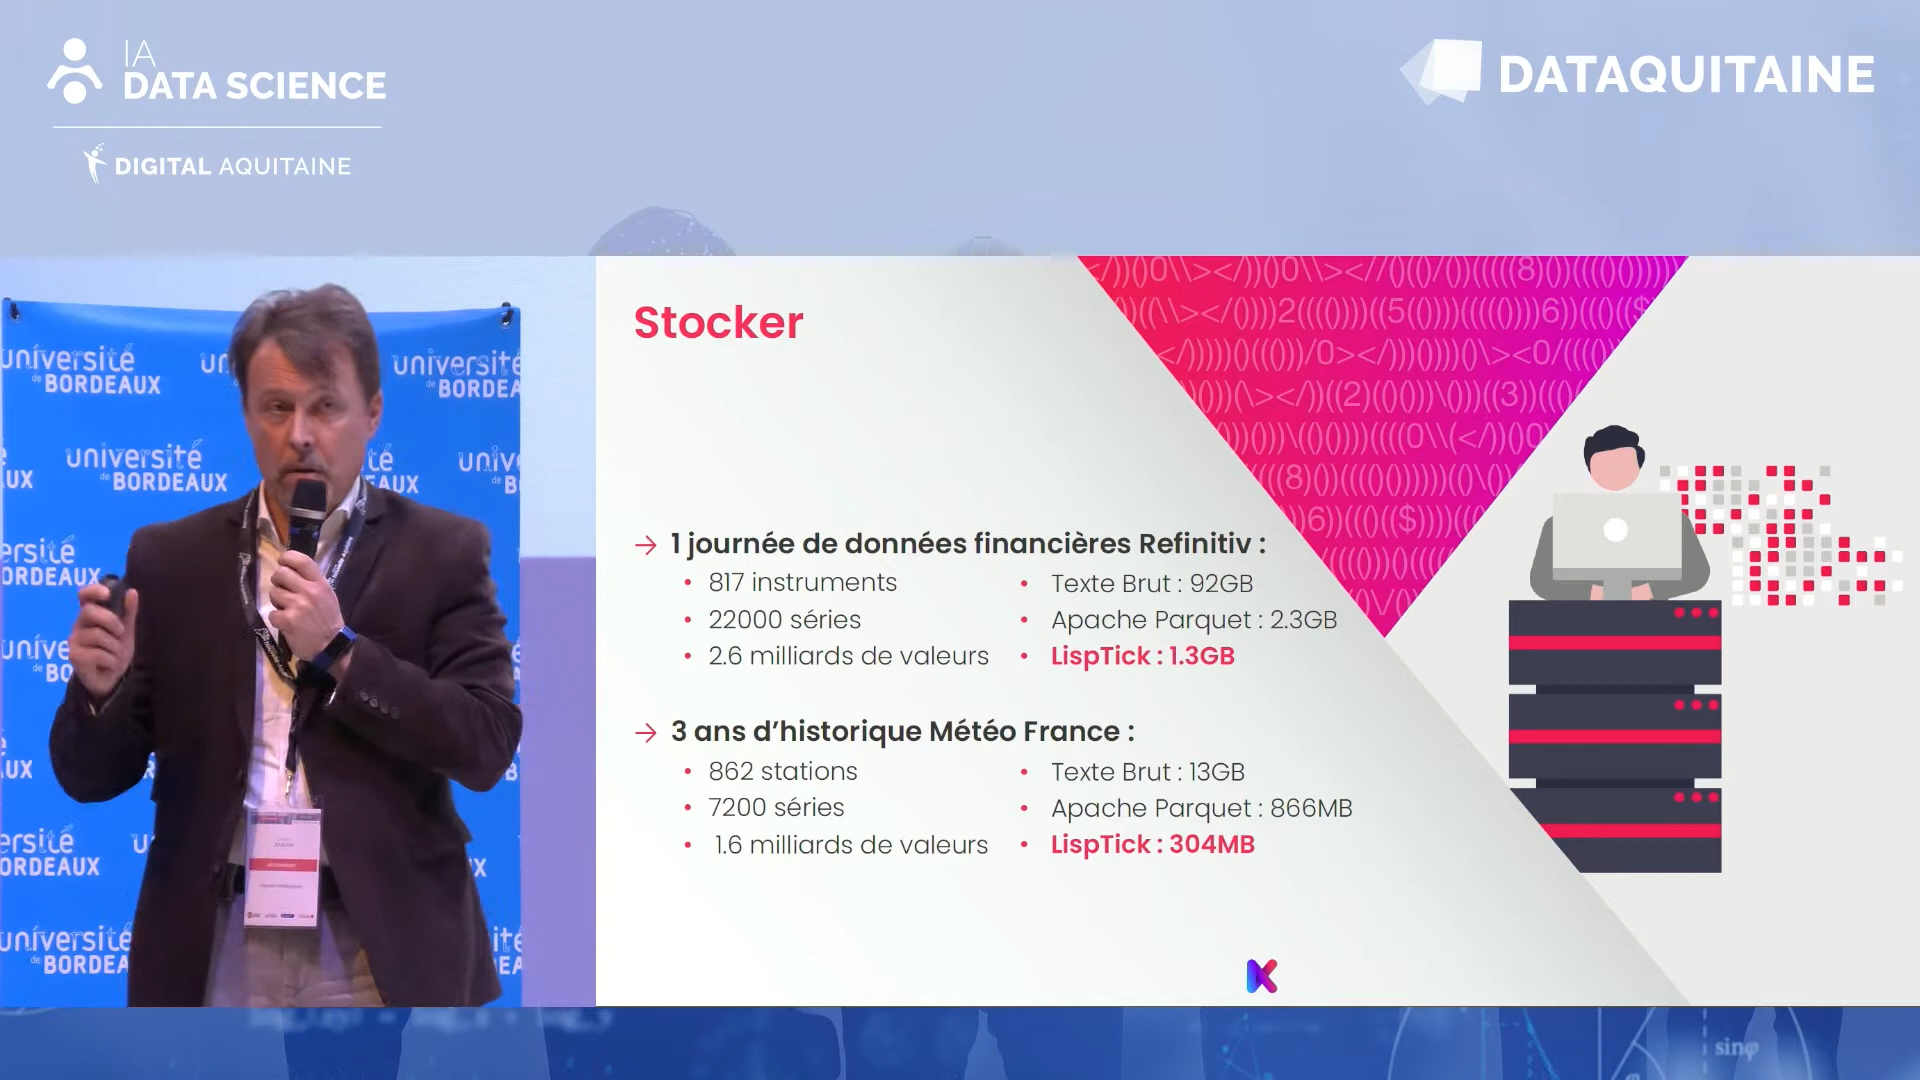 IA
DATA SCIENCE
DIGITAL AQUITAINE
DATAQUITAINE
université
de BORDEAUX
université
de BORDEAUX
université
de BORDEAUX
Stocker
→ 1 journée de données financières Refinitiv :
• 817 instruments
• 22000 séries
• 2.6 milliards de valeurs
• Texte Brut : 92GB
• Apache Parquet : 2.3GB
• LispTick : 1.3GB
→ 3 ans d’historique Météo France :
• 862 stations
• 7200 séries
• 1.6 milliards de valeurs
• Texte Brut : 13GB
• Apache Parquet : 866MB
• LispTick : 304MB
sinφ